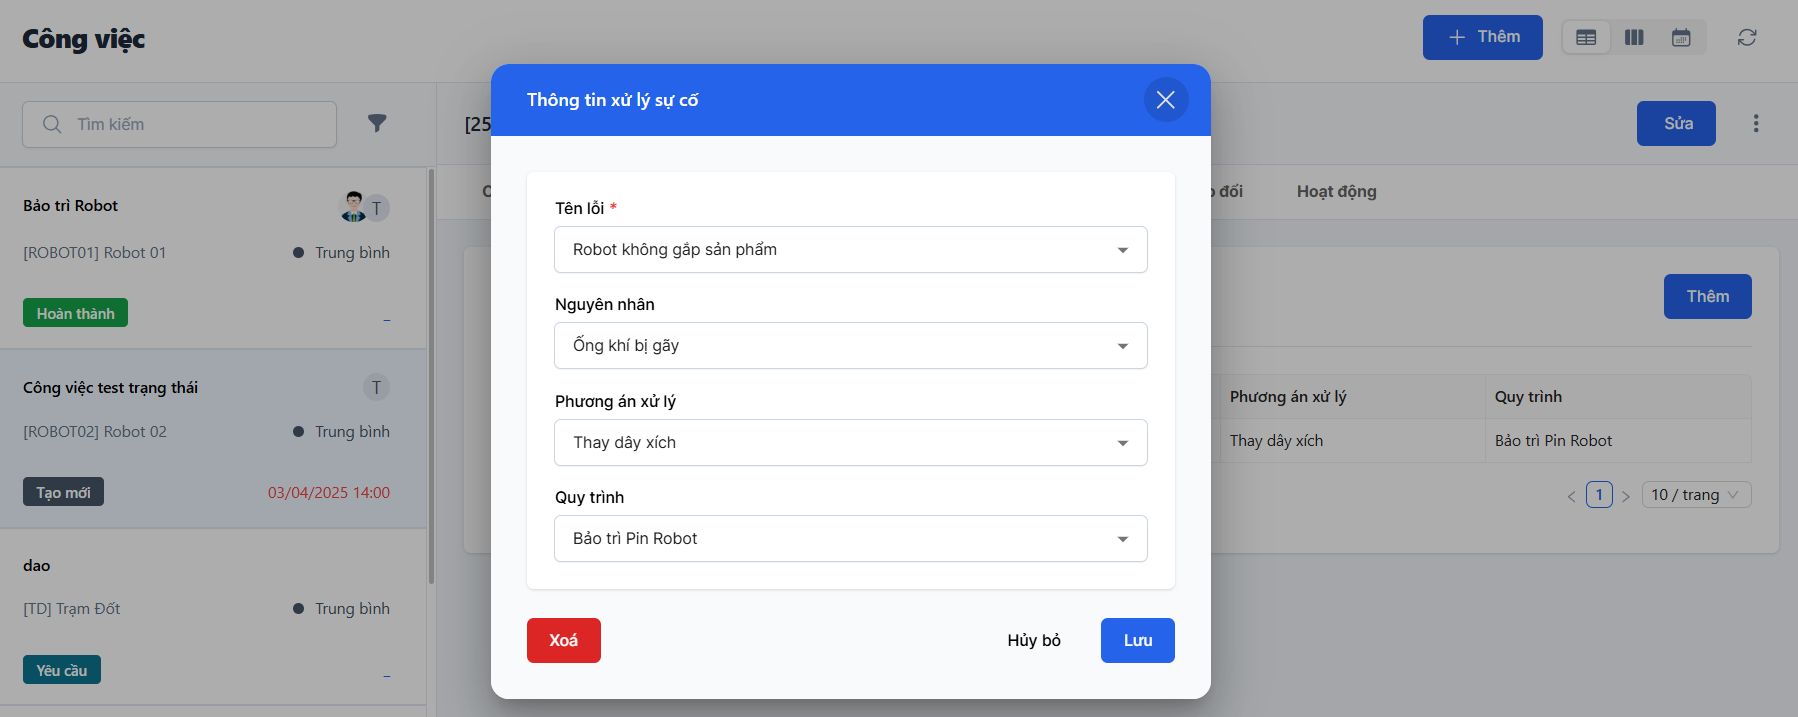 Công việc
Thêm
Tìm kiếm
Bảo trì Robot
T
[ROBOT01] Robot 01
Trung bình
Hoàn thành
–
Công việc test trạng thái
T
[ROBOT02] Robot 02
Trung bình
Tạo mới
03/04/2025 14:00
dao
[TD] Trạm Đốt
Trung bình
Yêu cầu
–
[25
Sửa
đổi
Hoạt động
Thêm
Phương án xử lý
Quy trình
Thay dây xích
Bảo trì Pin Robot
1
10 / trang
Thông tin xử lý sự cố
Tên lỗi *
Robot không gắp sản phẩm
Nguyên nhân
Ống khí bị gãy
Phương án xử lý
Thay dây xích
Quy trình
Bảo trì Pin Robot
Xoá
Hủy bỏ
Lưu